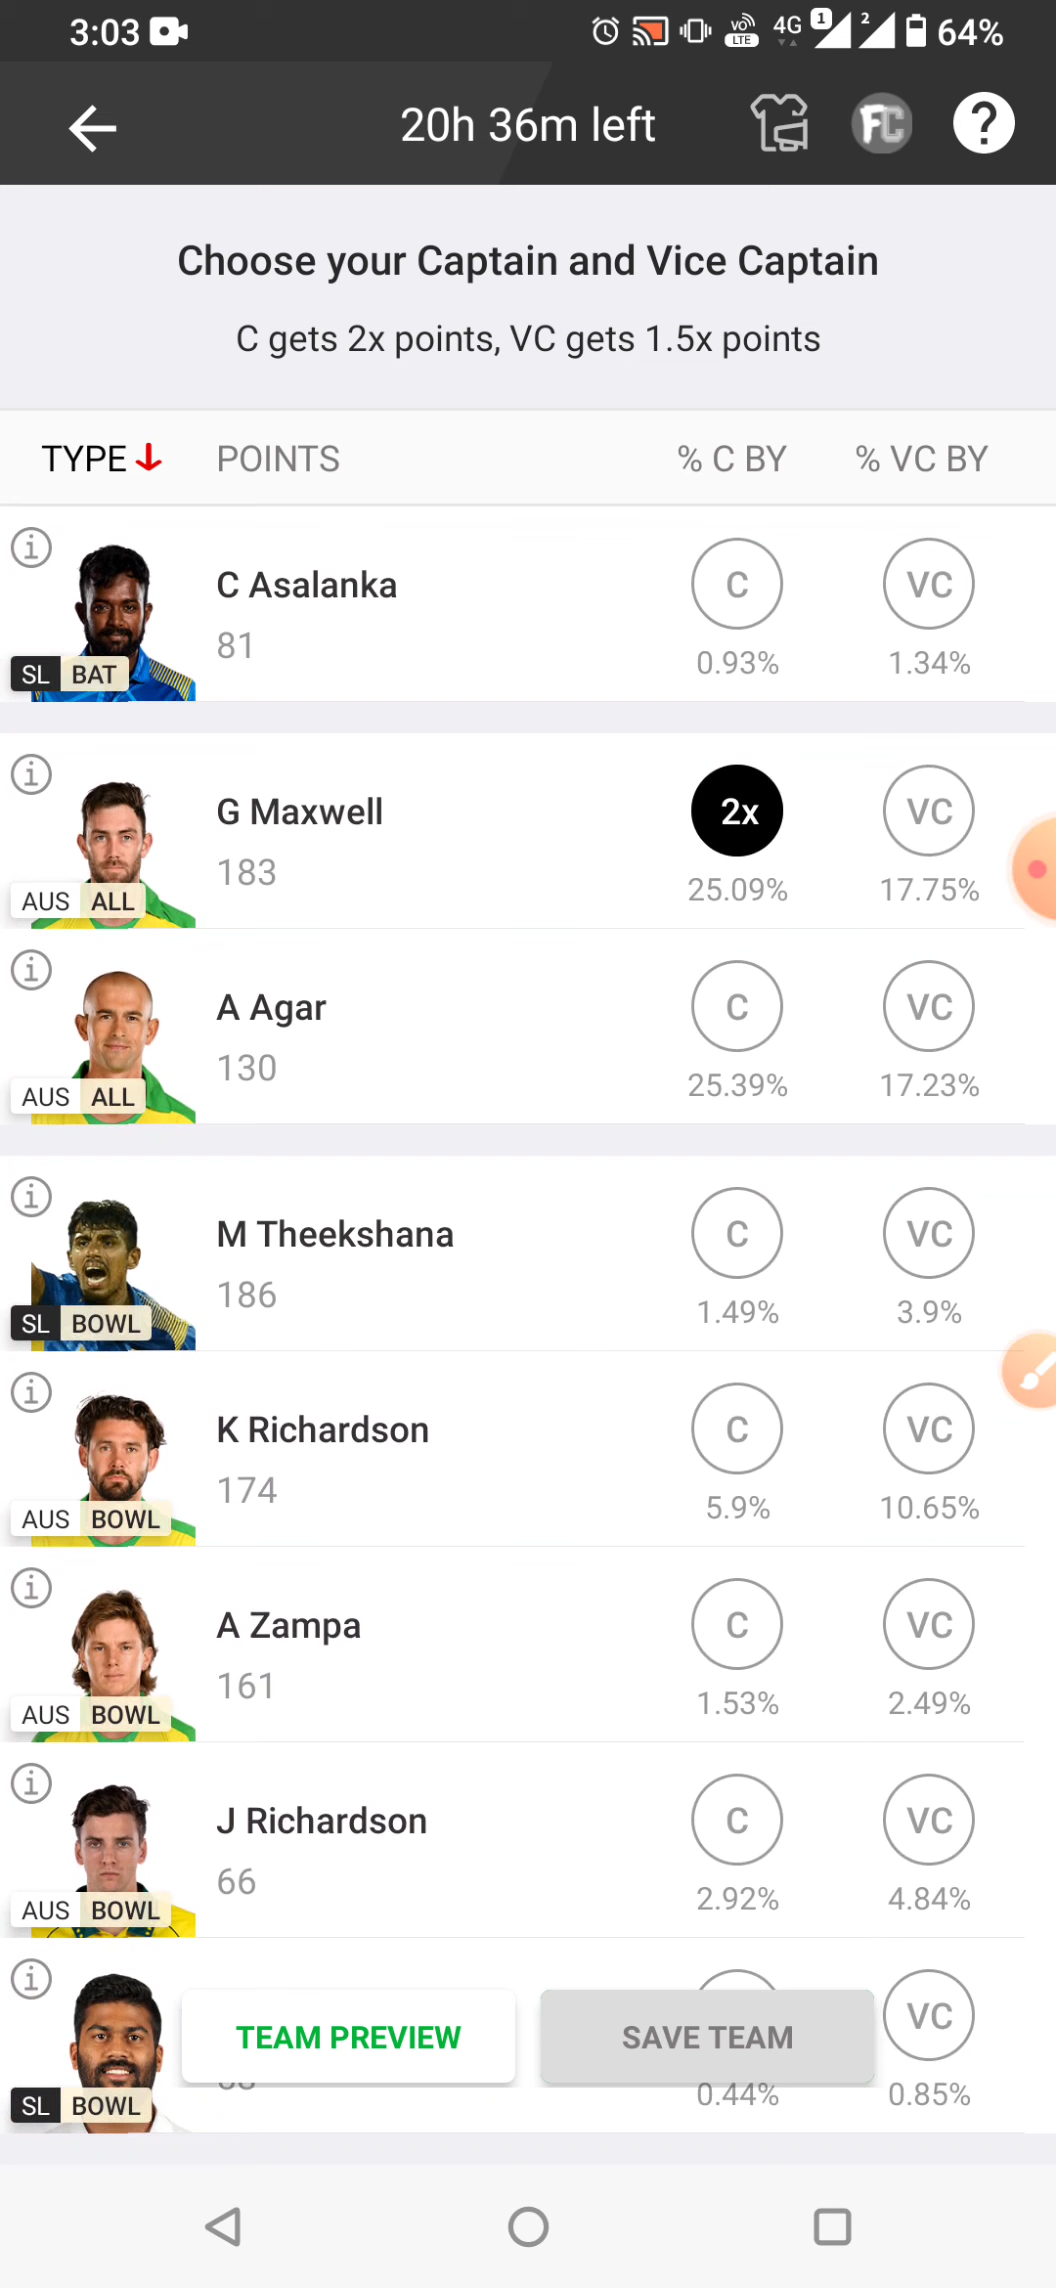 3:03
VO LTE 4G 1 2 64%
20h 36m left
FC ?
Choose your Captain and Vice Captain
C gets 2x points, VC gets 1.5x points
TYPE POINTS % C BY % VC BY
C Asalanka C VC
81 0.93% 1.34%
SL BAT
G Maxwell 2x VC
183 25.09% 17.75%
AUS ALL
A Agar C VC
130 25.39% 17.23%
AUS ALL
M Theekshana C VC
186 1.49% 3.9%
SL BOWL
K Richardson C VC
174 5.9% 10.65%
AUS BOWL
A Zampa C VC
161 1.53% 2.49%
AUS BOWL
J Richardson C VC
66 2.92% 4.84%
AUS BOWL
VC
TEAM PREVIEW SAVE TEAM
0.44% 0.85%
SL BOWL